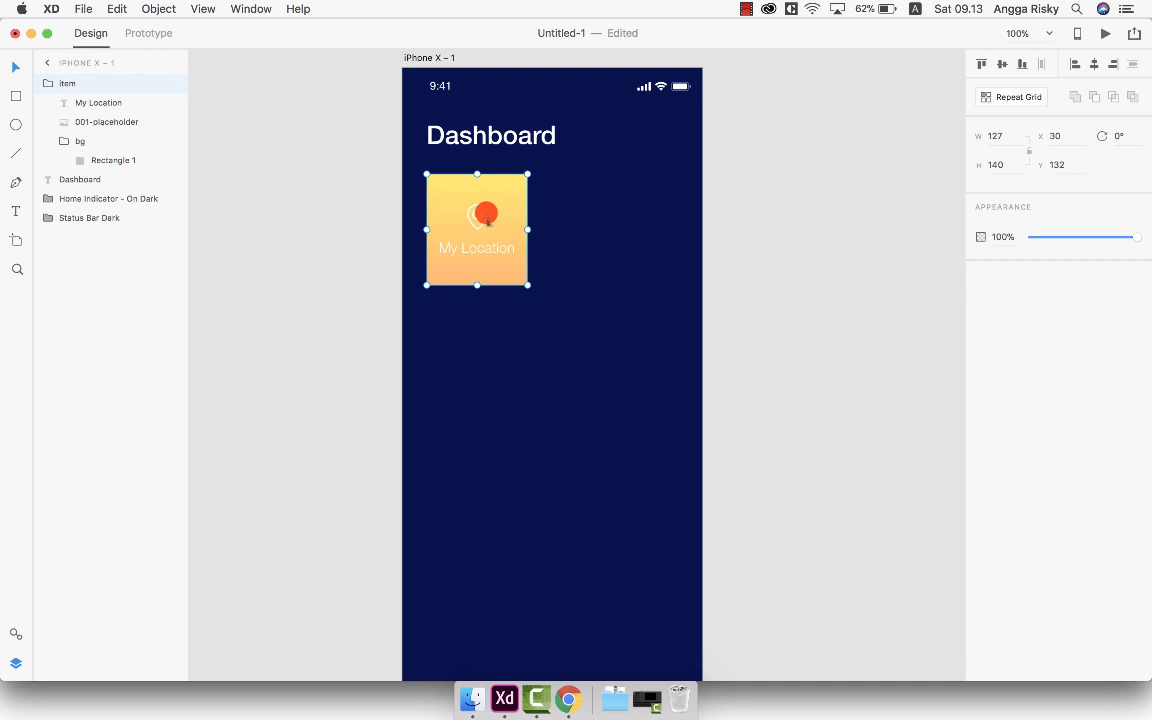 XD File Edit Object View Window Help 62% A Sat 09.13 Angga Risky
Design Prototype Untitled-1 — Edited 100%
IPHONE X – 1
item
My Location
001-placeholder
bg
Rectangle 1
Dashboard
Home Indicator - On Dark
Status Bar Dark
iPhone X – 1
9:41
Dashboard
My Location
Repeat Grid
W 127 X 30 0°
H 140 Y 132
APPEARANCE
100%
Xd